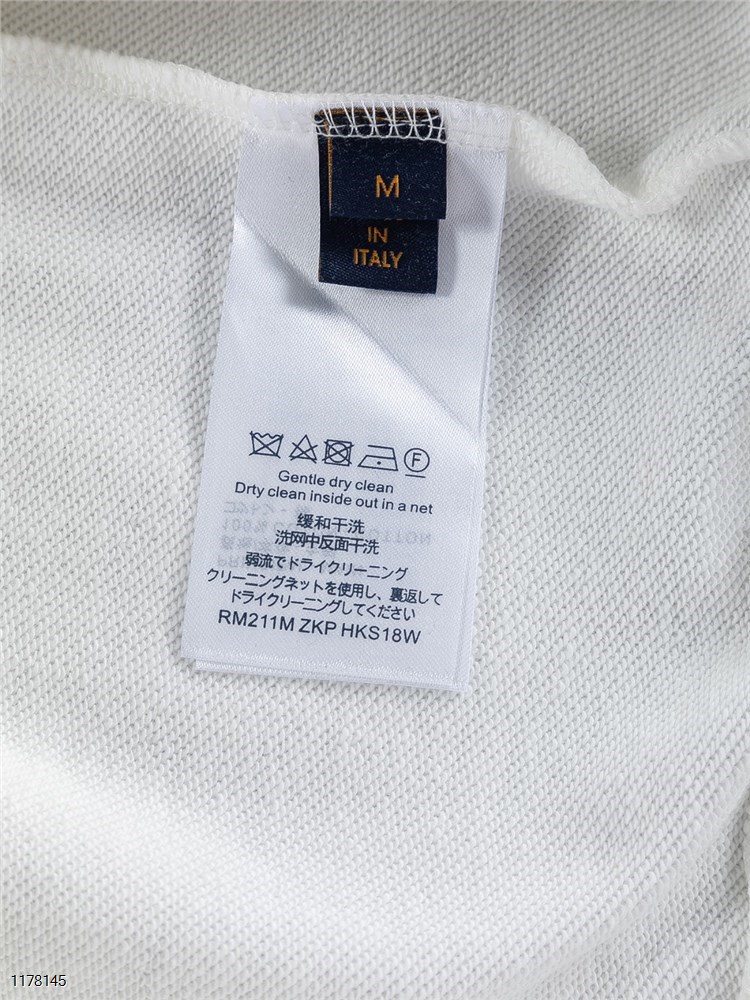 M
IN
ITALY
F
Gentle dry clean
Drty clean inside out in a net
缓和干洗
洗网中反面干洗
弱流でドライクリーニング
クリーニングネットを使用し、裏返して
ドライクリーニングしてください
RM211M ZKP HKS18W
1178145